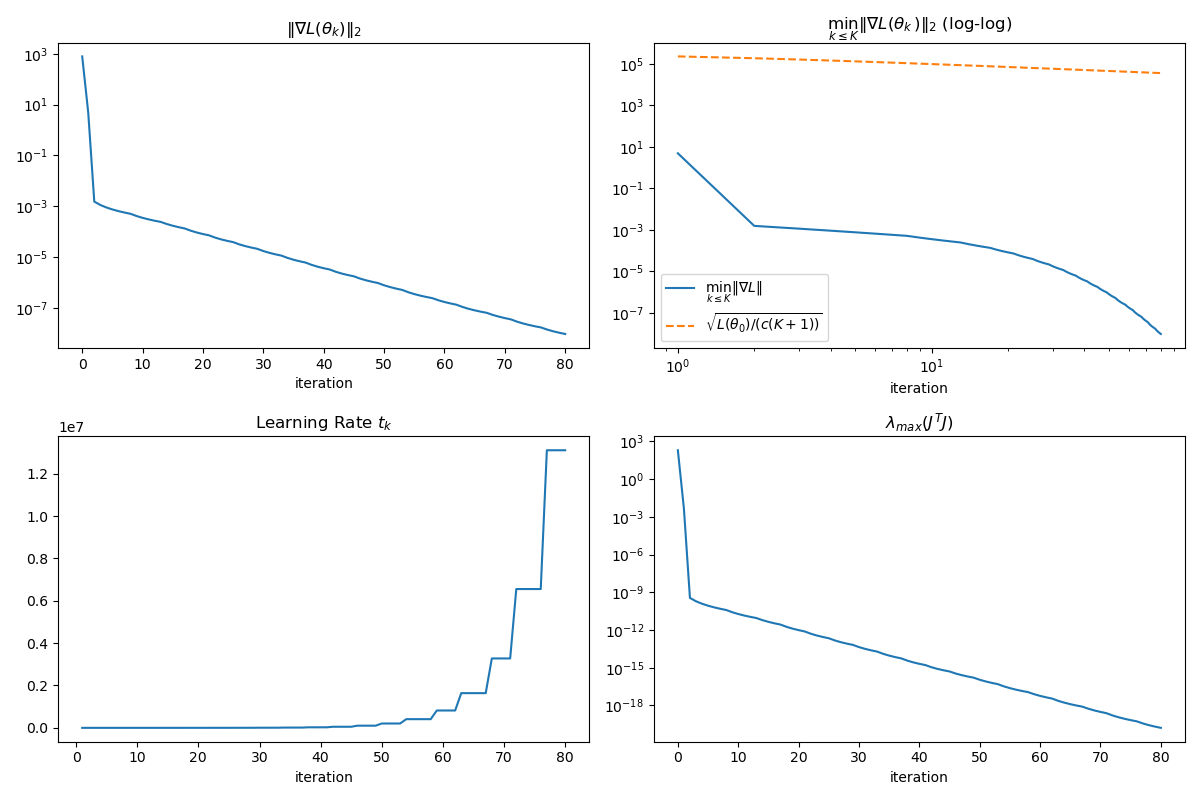 ‖∇L(θ_k)‖₂
10³
10¹
10⁻¹
10⁻³
10⁻⁵
10⁻⁷
0 10 20 30 40 50 60 70 80
iteration
min_{k≤K}‖∇L(θ_k)‖₂ (log-log)
10⁵
10³
10¹
10⁻¹
10⁻³
10⁻⁵
10⁻⁷
min_{k≤K}‖∇L‖
√(L(θ₀)/(c(K + 1)))
10⁰ 10¹
iteration
Learning Rate t_k
1e7
1.2
1.0
0.8
0.6
0.4
0.2
0.0
0 10 20 30 40 50 60 70 80
iteration
λ_{max}(JᵀJ)
10³
10⁰
10⁻³
10⁻⁶
10⁻⁹
10⁻¹²
10⁻¹⁵
10⁻¹⁸
0 10 20 30 40 50 60 70 80
iteration